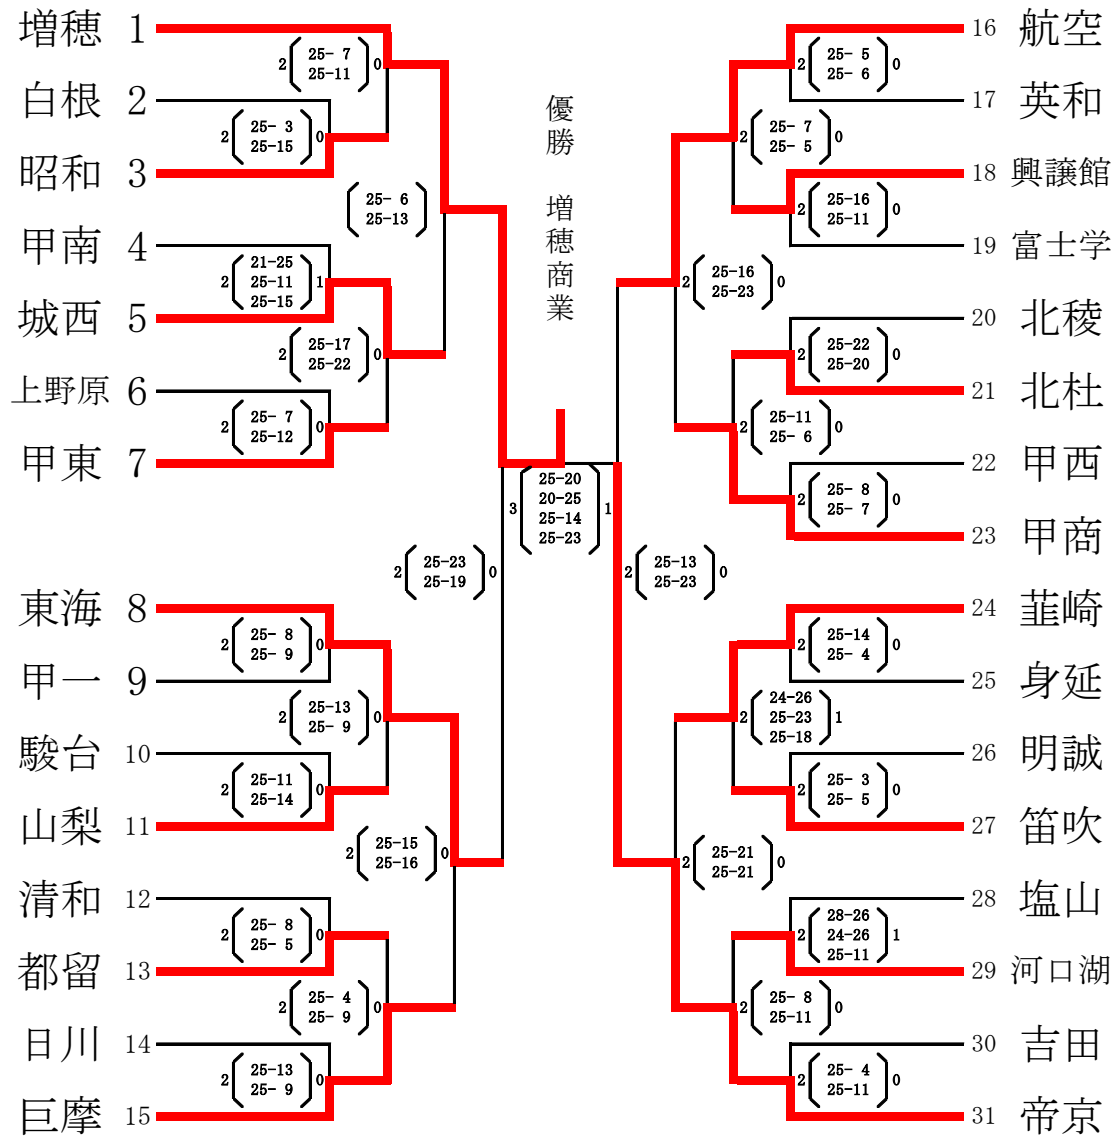 増穂 1
2 25- 7 0
25-11
白根 2
2 25- 3 0
25-15
昭和 3
25- 6
25-13
甲南 4
21-25
2 25-11 1
25-15
城西 5
2 25-17 0
25-22
上野原 6
2 25- 7 0
25-12
甲東 7
2 25-23 0
25-19
東海 8
2 25- 8 0
25- 9
甲一 9
2 25-13 0
25- 9
駿台 10
2 25-11 0
25-14
山梨 11
2 25-15 0
25-16
清和 12
2 25- 8 0
25- 5
都留 13
2 25- 4 0
25- 9
日川 14
2 25-13 0
25- 9
巨摩 15
優勝 増穂商業
25-20
3 20-25 1
25-14
25-23
16 航空
2 25- 5 0
25- 6
17 英和
2 25- 7 0
25- 5
18 興譲館
2 25-16 0
25-11
19 富士学
2 25-16 0
25-23
20 北稜
2 25-22 0
25-20
21 北杜
2 25-11 0
25- 6
22 甲西
2 25- 8 0
25- 7
23 甲商
2 25-13 0
25-23
24 韮崎
2 25-14 0
25- 4
25 身延
24-26
2 25-23 1
25-18
26 明誠
2 25- 3 0
25- 5
27 笛吹
2 25-21 0
25-21
28 塩山
28-26
2 24-26 1
25-11
29 河口湖
2 25- 8 0
25-11
30 吉田
2 25- 4 0
25-11
31 帝京